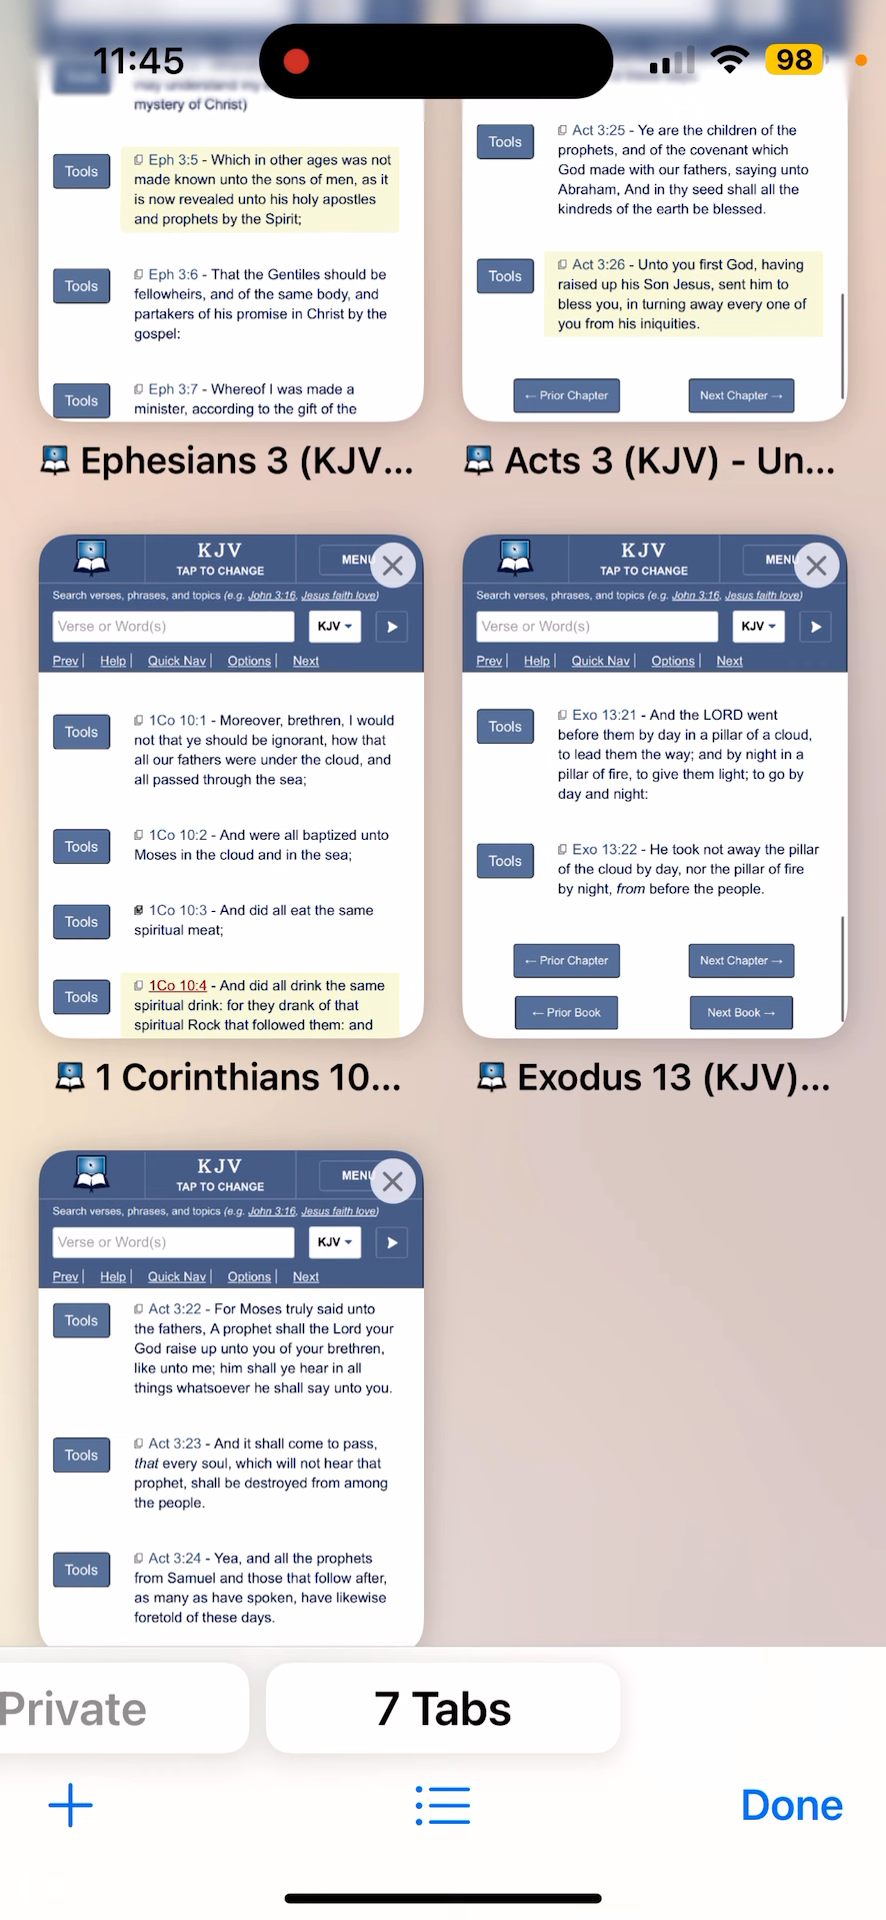 11:45
98
Tools
mystery of Christ)
Tools
Eph 3:5 - Which in other ages was not
made known unto the sons of men, as it
is now revealed unto his holy apostles
and prophets by the Spirit;
Tools
Eph 3:6 - That the Gentiles should be
fellowheirs, and of the same body, and
partakers of his promise in Christ by the
gospel:
Tools
Eph 3:7 - Whereof I was made a
minister, according to the gift of the
Ephesians 3 (KJV...
Tools
Act 3:25 - Ye are the children of the
prophets, and of the covenant which
God made with our fathers, saying unto
Abraham, And in thy seed shall all the
kindreds of the earth be blessed.
Tools
Act 3:26 - Unto you first God, having
raised up his Son Jesus, sent him to
bless you, in turning away every one of
you from his iniquities.
← Prior Chapter
Next Chapter →
Acts 3 (KJV) - Un...
KJV
TAP TO CHANGE
MENU
Search verses, phrases, and topics (e.g. John 3:16, Jesus faith love)
Verse or Word(s)
KJV
Prev | Help | Quick Nav | Options | Next
Tools
1Co 10:1 - Moreover, brethren, I would
not that ye should be ignorant, how that
all our fathers were under the cloud, and
all passed through the sea;
Tools
1Co 10:2 - And were all baptized unto
Moses in the cloud and in the sea;
Tools
1Co 10:3 - And did all eat the same
spiritual meat;
Tools
1Co 10:4 - And did all drink the same
spiritual drink: for they drank of that
spiritual Rock that followed them: and
1 Corinthians 10...
KJV
TAP TO CHANGE
MENU
Search verses, phrases, and topics (e.g. John 3:16, Jesus faith love)
Verse or Word(s)
KJV
Prev | Help | Quick Nav | Options | Next
Tools
Exo 13:21 - And the LORD went
before them by day in a pillar of a cloud,
to lead them the way; and by night in a
pillar of fire, to give them light; to go by
day and night:
Tools
Exo 13:22 - He took not away the pillar
of the cloud by day, nor the pillar of fire
by night, from before the people.
← Prior Chapter
Next Chapter →
← Prior Book
Next Book →
Exodus 13 (KJV)...
KJV
TAP TO CHANGE
MENU
Search verses, phrases, and topics (e.g. John 3:16, Jesus faith love)
Verse or Word(s)
KJV
Prev | Help | Quick Nav | Options | Next
Tools
Act 3:22 - For Moses truly said unto
the fathers, A prophet shall the Lord your
God raise up unto you of your brethren,
like unto me; him shall ye hear in all
things whatsoever he shall say unto you.
Tools
Act 3:23 - And it shall come to pass,
that every soul, which will not hear that
prophet, shall be destroyed from among
the people.
Tools
Act 3:24 - Yea, and all the prophets
from Samuel and those that follow after,
as many as have spoken, have likewise
foretold of these days.
Private
7 Tabs
Done